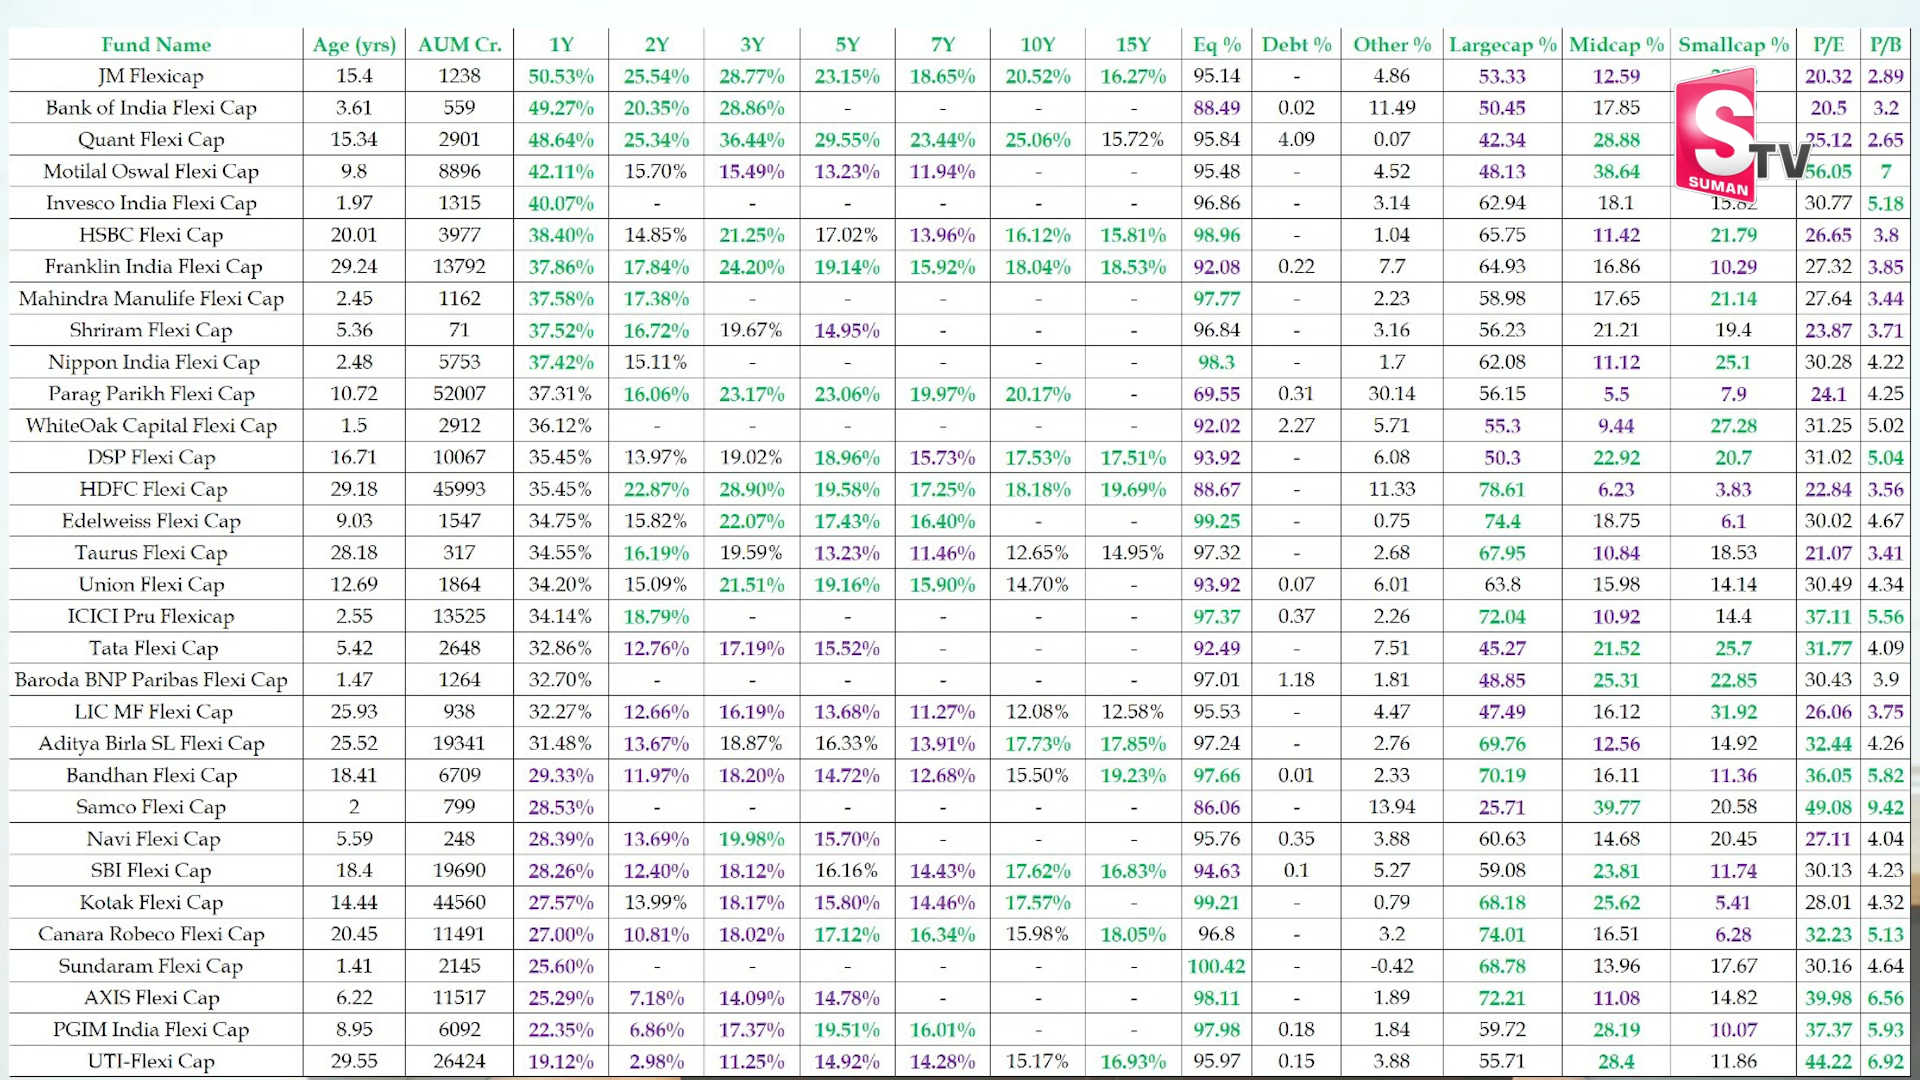 Fund Name Age (yrs) AUM Cr. 1Y 2Y 3Y 5Y 7Y 10Y 15Y Eq % Debt % Other % Largecap % Midcap % Smallcap % P/E P/B
JM Flexicap 15.4 1238 50.53% 25.54% 28.77% 23.15% 18.65% 20.52% 16.27% 95.14 - 4.86 53.33 12.59 20.32 2.89
Bank of India Flexi Cap 3.61 559 49.27% 20.35% 28.86% - - - - 88.49 0.02 11.49 50.45 17.85 20.5 3.2
Quant Flexi Cap 15.34 2901 48.64% 25.34% 36.44% 29.55% 23.44% 25.06% 15.72% 95.84 4.09 0.07 42.34 28.88 25.12 2.65
Motilal Oswal Flexi Cap 9.8 8896 42.11% 15.70% 15.49% 13.23% 11.94% - - 95.48 - 4.52 48.13 38.64 56.05 7
Invesco India Flexi Cap 1.97 1315 40.07% - - - - - - 96.86 - 3.14 62.94 18.1 15.82 30.77 5.18
HSBC Flexi Cap 20.01 3977 38.40% 14.85% 21.25% 17.02% 13.96% 16.12% 15.81% 98.96 - 1.04 65.75 11.42 21.79 26.65 3.8
Franklin India Flexi Cap 29.24 13792 37.86% 17.84% 24.20% 19.14% 15.92% 18.04% 18.53% 92.08 0.22 7.7 64.93 16.86 10.29 27.32 3.85
Mahindra Manulife Flexi Cap 2.45 1162 37.58% 17.38% - - - - - 97.77 - 2.23 58.98 17.65 21.14 27.64 3.44
Shriram Flexi Cap 5.36 71 37.52% 16.72% 19.67% 14.95% - - - 96.84 - 3.16 56.23 21.21 19.4 23.87 3.71
Nippon India Flexi Cap 2.48 5753 37.42% 15.11% - - - - - 98.3 - 1.7 62.08 11.12 25.1 30.28 4.22
Parag Parikh Flexi Cap 10.72 52007 37.31% 16.06% 23.17% 23.06% 19.97% 20.17% - 69.55 0.31 30.14 56.15 5.5 7.9 24.1 4.25
WhiteOak Capital Flexi Cap 1.5 2912 36.12% - - - - - - 92.02 2.27 5.71 55.3 9.44 27.28 31.25 5.02
DSP Flexi Cap 16.71 10067 35.45% 13.97% 19.02% 18.96% 15.73% 17.53% 17.51% 93.92 - 6.08 50.3 22.92 20.7 31.02 5.04
HDFC Flexi Cap 29.18 45993 35.45% 22.87% 28.90% 19.58% 17.25% 18.18% 19.69% 88.67 - 11.33 78.61 6.23 3.83 22.84 3.56
Edelweiss Flexi Cap 9.03 1547 34.75% 15.82% 22.07% 17.43% 16.40% - - 99.25 - 0.75 74.4 18.75 6.1 30.02 4.67
Taurus Flexi Cap 28.18 317 34.55% 16.19% 19.59% 13.23% 11.46% 12.65% 14.95% 97.32 - 2.68 67.95 10.84 18.53 21.07 3.41
Union Flexi Cap 12.69 1864 34.20% 15.09% 21.51% 19.16% 15.90% 14.70% - 93.92 0.07 6.01 63.8 15.98 14.14 30.49 4.34
ICICI Pru Flexicap 2.55 13525 34.14% 18.79% - - - - - 97.37 0.37 2.26 72.04 10.92 14.4 37.11 5.56
Tata Flexi Cap 5.42 2648 32.86% 12.76% 17.19% 15.52% - - - 92.49 - 7.51 45.27 21.52 25.7 31.77 4.09
Baroda BNP Paribas Flexi Cap 1.47 1264 32.70% - - - - - - 97.01 1.18 1.81 48.85 25.31 22.85 30.43 3.9
LIC MF Flexi Cap 25.93 938 32.27% 12.66% 16.19% 13.68% 11.27% 12.08% 12.58% 95.53 - 4.47 47.49 16.12 31.92 26.06 3.75
Aditya Birla SL Flexi Cap 25.52 19341 31.48% 13.67% 18.87% 16.33% 13.91% 17.73% 17.85% 97.24 - 2.76 69.76 12.56 14.92 32.44 4.26
Bandhan Flexi Cap 18.41 6709 29.33% 11.97% 18.20% 14.72% 12.68% 15.50% 19.23% 97.66 0.01 2.33 70.19 16.11 11.36 36.05 5.82
Samco Flexi Cap 2 799 28.53% - - - - - - 86.06 - 13.94 25.71 39.77 20.58 49.08 9.42
Navi Flexi Cap 5.59 248 28.39% 13.69% 19.98% 15.70% - - - 95.76 0.35 3.88 60.63 14.68 20.45 27.11 4.04
SBI Flexi Cap 18.4 19690 28.26% 12.40% 18.12% 16.16% 14.43% 17.62% 16.83% 94.63 0.1 5.27 59.08 23.81 11.74 30.13 4.23
Kotak Flexi Cap 14.44 44560 27.57% 13.99% 18.17% 15.80% 14.46% 17.57% - 99.21 - 0.79 68.18 25.62 5.41 28.01 4.32
Canara Robeco Flexi Cap 20.45 11491 27.00% 10.81% 18.02% 17.12% 16.34% 15.98% 18.05% 96.8 - 3.2 74.01 16.51 6.28 32.23 5.13
Sundaram Flexi Cap 1.41 2145 25.60% - - - - - - 100.42 - -0.42 68.78 13.96 17.67 30.16 4.64
AXIS Flexi Cap 6.22 11517 25.29% 7.18% 14.09% 14.78% - - - 98.11 - 1.89 72.21 11.08 14.82 39.98 6.56
PGIM India Flexi Cap 8.95 6092 22.35% 6.86% 17.37% 19.51% 16.01% - - 97.98 0.18 1.84 59.72 28.19 10.07 37.37 5.93
UTI-Flexi Cap 29.55 26424 19.12% 2.98% 11.25% 14.92% 14.28% 15.17% 16.93% 95.97 0.15 3.88 55.71 28.4 11.86 44.22 6.92
S TV
SUMAN